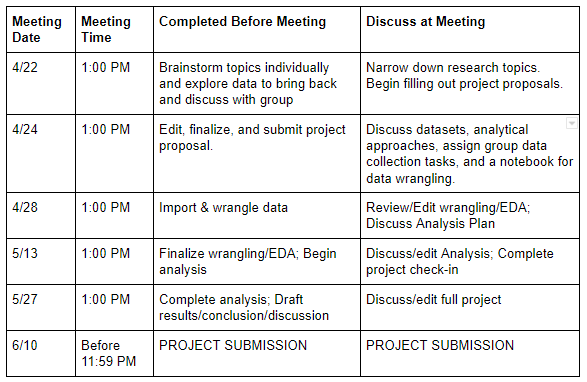 Meeting Date
Meeting Time
Completed Before Meeting
Discuss at Meeting
4/22
1:00 PM
Brainstorm topics individually
and explore data to bring back
and discuss with group
Narrow down research topics.
Begin filling out project proposals.
4/24
1:00 PM
Edit, finalize, and submit project
proposal.
Discuss datasets, analytical
approaches, assign group data
collection tasks, and a notebook for
data wrangling.
4/28
1:00 PM
Import & wrangle data
Review/Edit wrangling/EDA;
Discuss Analysis Plan
5/13
1:00 PM
Finalize wrangling/EDA; Begin
analysis
Discuss/edit Analysis; Complete
project check-in
5/27
1:00 PM
Complete analysis; Draft
results/conclusion/discussion
Discuss/edit full project
6/10
Before
11:59 PM
PROJECT SUBMISSION
PROJECT SUBMISSION